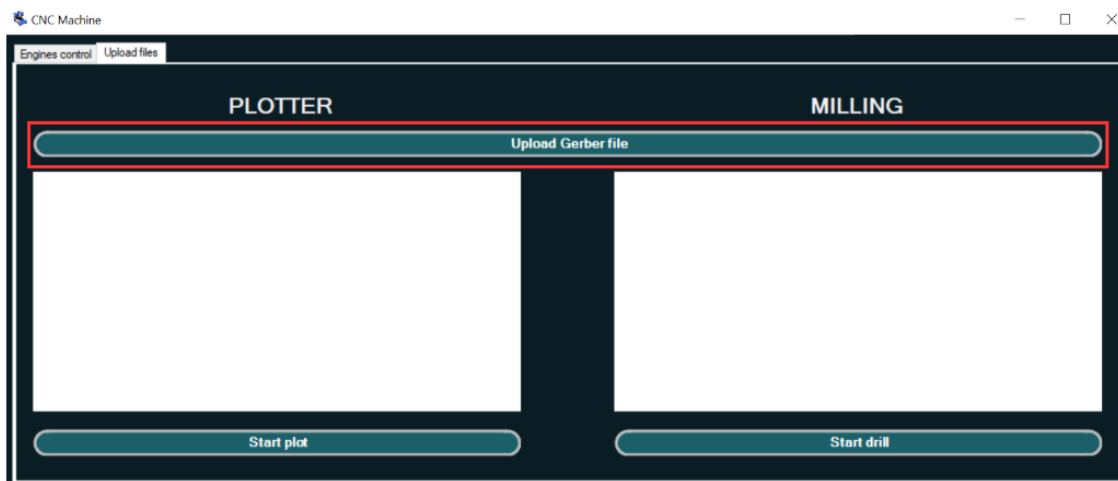 CNC Machine
Engines control
Upload files
PLOTTER
MILLING
Upload Gerber file
Start plot
Start drill